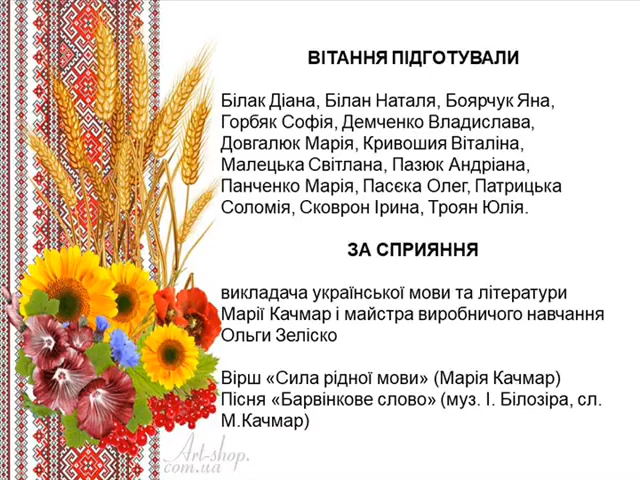 ВІТАННЯ ПІДГОТУВАЛИ
Білак Діана, Білан Наталя, Боярчук Яна,
Горбяк Софія, Демченко Владислава,
Довгалюк Марія, Кривошия Віталіна,
Малецька Світлана, Пазюк Андріана,
Панченко Марія, Пасєка Олег, Патрицька
Соломія, Сковрон Ірина, Троян Юлія.
ЗА СПРИЯННЯ
викладача української мови та літератури
Марії Качмар і майстра виробничого навчання
Ольги Зеліско
Вірш «Сила рідної мови» (Марія Качмар)
Пісня «Барвінкове слово» (муз. І. Білозіра, сл.
М.Качмар)
Art-shop.
com.ua